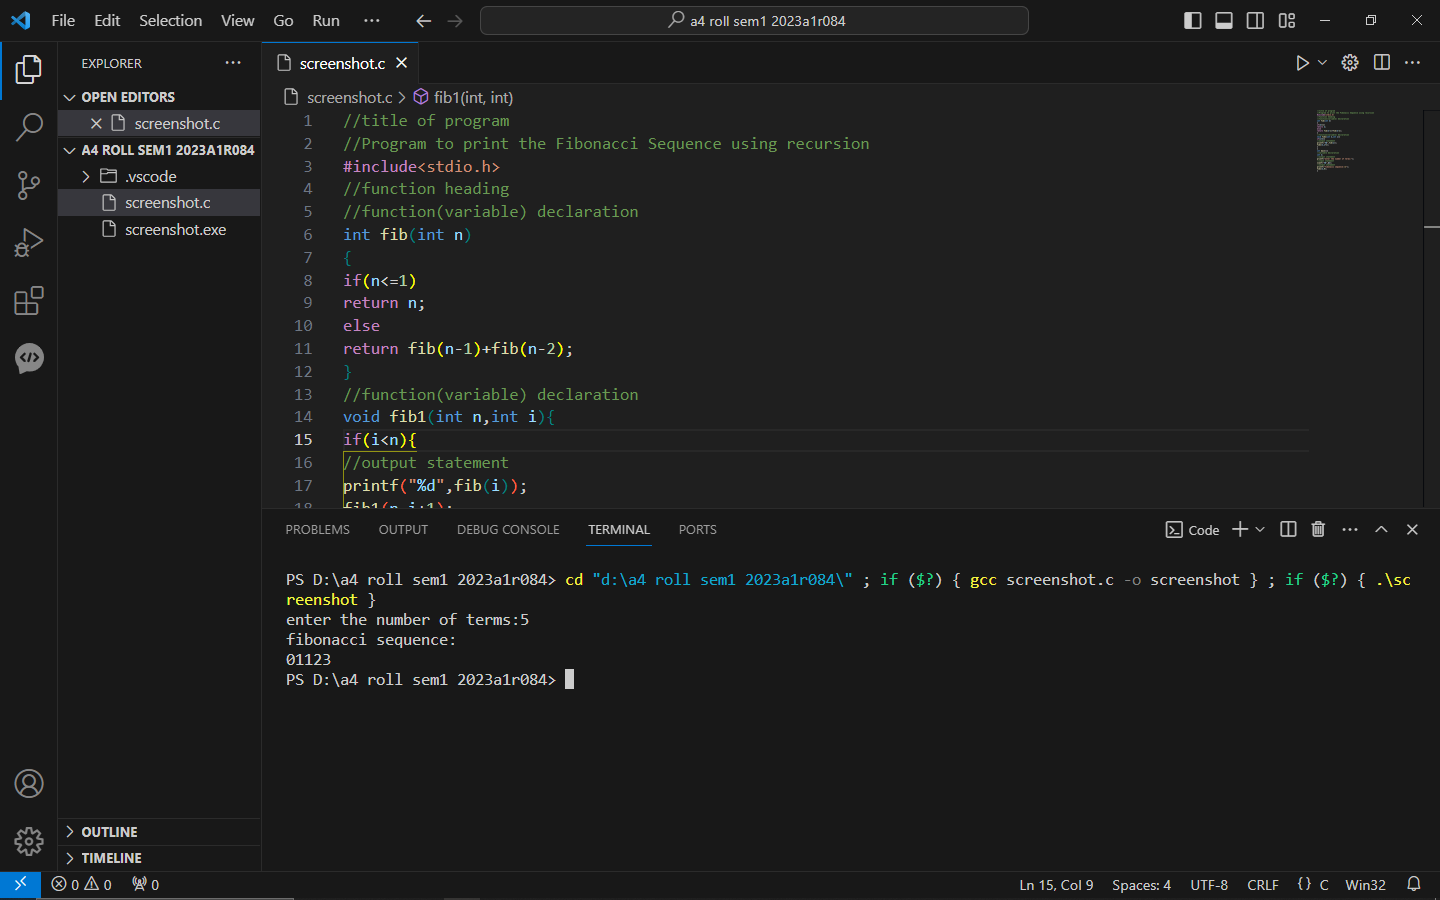 File Edit Selection View Go Run ··· a4 roll sem1 2023a1r084
EXPLORER ···
screenshot.c
OPEN EDITORS
screenshot.c
A4 ROLL SEM1 2023A1R084
.vscode
screenshot.c
screenshot.exe
OUTLINE
TIMELINE
screenshot.c > fib1(int, int)
1 //title of program
2 //Program to print the Fibonacci Sequence using recursion
3 #include<stdio.h>
4 //function heading
5 //function(variable) declaration
6 int fib(int n)
7 {
8 if(n<=1)
9 return n;
10 else
11 return fib(n-1)+fib(n-2);
12 }
13 //function(variable) declaration
14 void fib1(int n,int i){
15 if(i<n){
16 //output statement
17 printf("%d",fib(i));
18 fib1(n,i+1);
PROBLEMS OUTPUT DEBUG CONSOLE TERMINAL PORTS Code
PS D:\a4 roll sem1 2023a1r084> cd "d:\a4 roll sem1 2023a1r084\" ; if ($?) { gcc screenshot.c -o screenshot } ; if ($?) { .\sc
reenshot }
enter the number of terms:5
fibonacci sequence:
01123
PS D:\a4 roll sem1 2023a1r084>
0 0 0 Ln 15, Col 9 Spaces: 4 UTF-8 CRLF {} C Win32